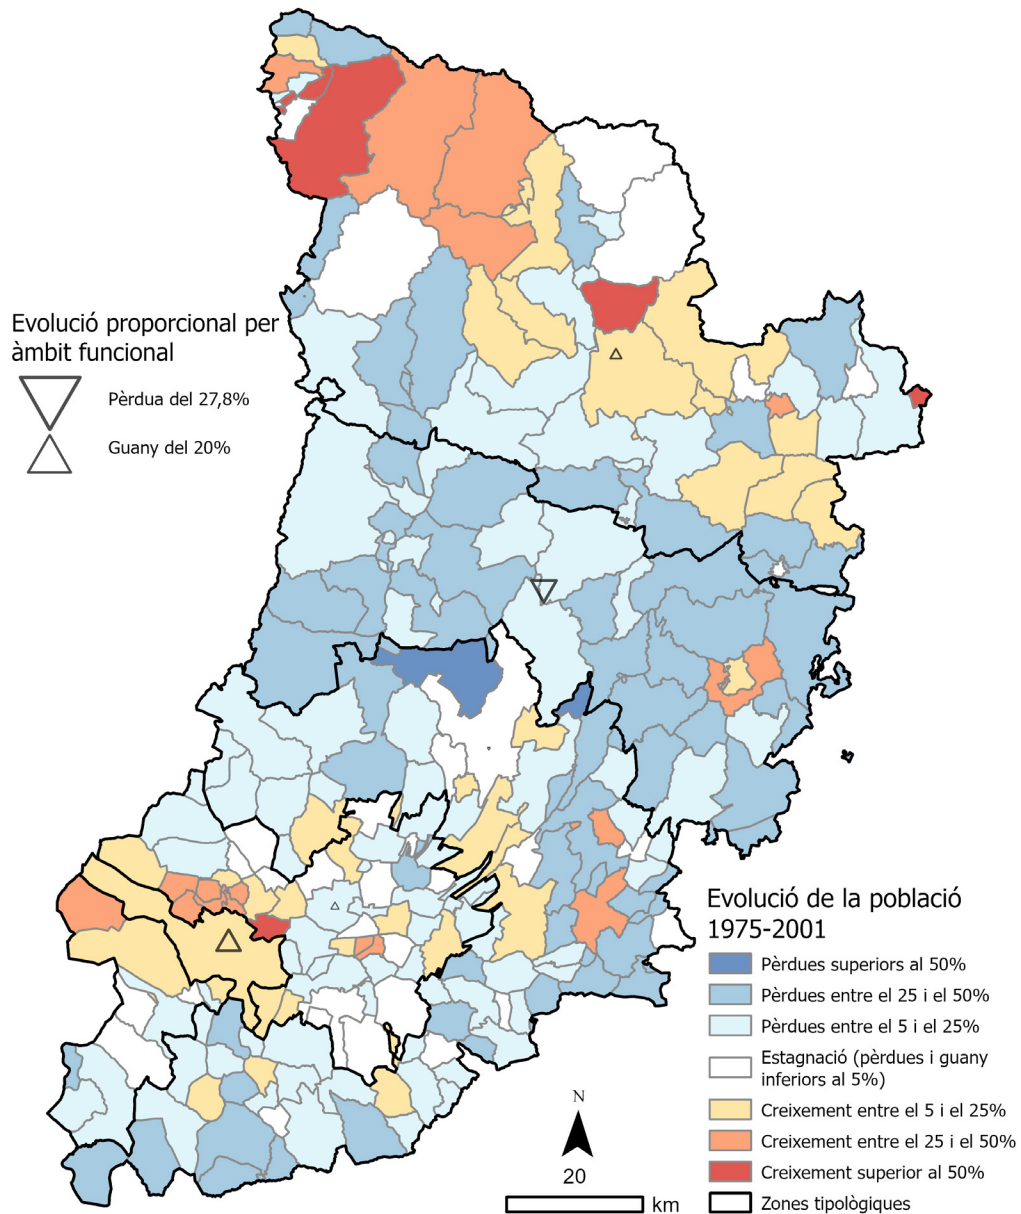 Evolució proporcional per
àmbit funcional
Pèrdua del 27,8%
Guany del 20%
Evolució de la població
1975-2001
Pèrdues superiors al 50%
Pèrdues entre el 25 i el 50%
Pèrdues entre el 5 i el 25%
Estagnació (pèrdues i guany
inferiors al 5%)
Creixement entre el 5 i el 25%
Creixement entre el 25 i el 50%
Creixement superior al 50%
Zones tipològiques
N
20
km